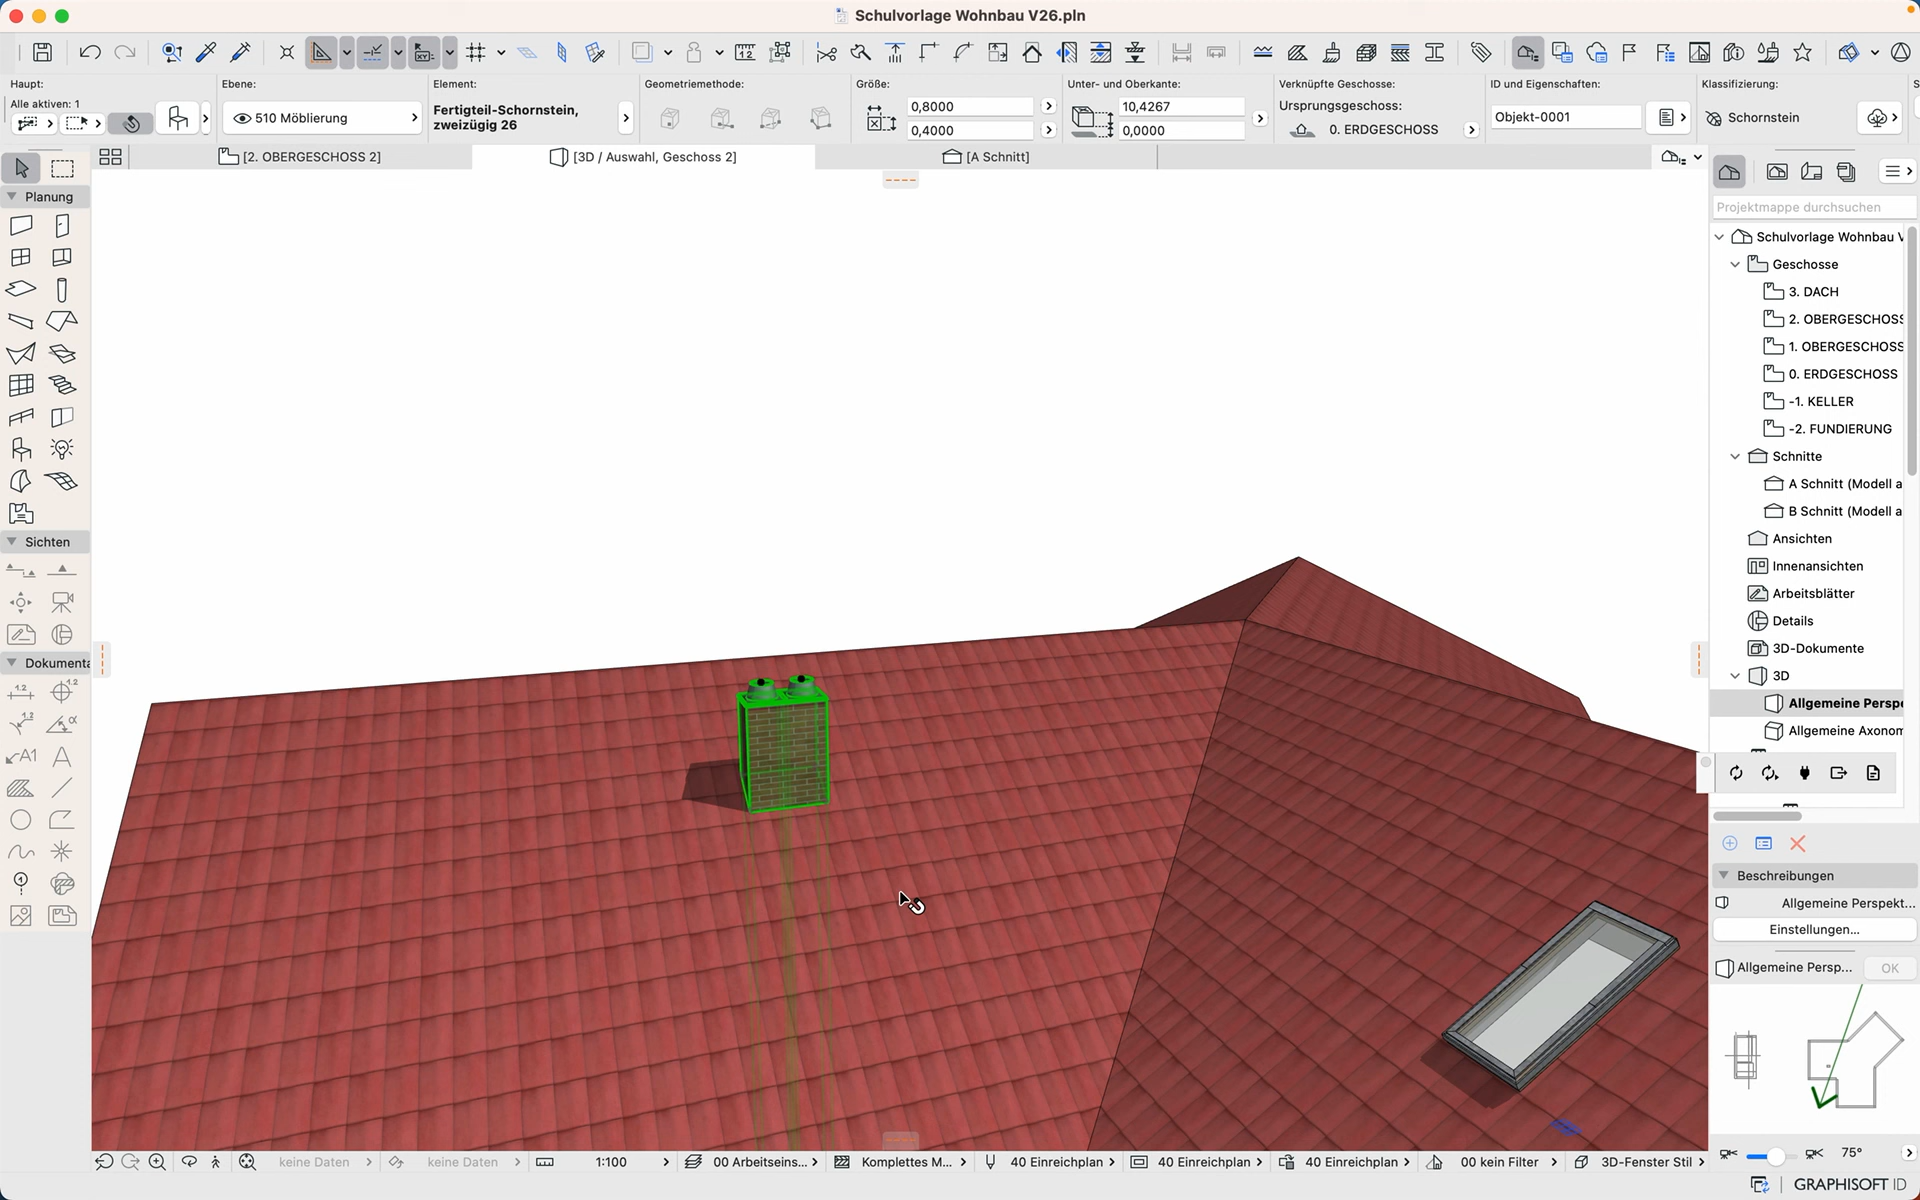 Schulvorlage Wohnbau V26.pln
Haupt:
Alle aktiven: 1
Ebene:
510 Möblierung
Element:
Fertigteil-Schornstein,
zweizügig 26
Geometriemethode:
Größe:
0,8000
0,4000
Unter- und Oberkante:
10,4267
0,0000
Verknüpfte Geschosse:
Ursprungsgeschoss:
0. ERDGESCHOSS
ID und Eigenschaften:
Objekt-0001
Klassifizierung:
Schornstein
[2. OBERGESCHOSS 2]
[3D / Auswahl, Geschoss 2]
[A Schnitt]
Planung
Sichten
Dokumenta
Projektmappe durchsuchen
Schulvorlage Wohnbau V
Geschosse
3. DACH
2. OBERGESCHOSS
1. OBERGESCHOSS
0. ERDGESCHOSS
-1. KELLER
-2. FUNDIERUNG
Schnitte
A Schnitt (Modell a
B Schnitt (Modell a
Ansichten
Innenansichten
Arbeitsblätter
Details
3D-Dokumente
3D
Allgemeine Perspe
Allgemeine Axonom
Beschreibungen
Allgemeine Perspekt...
Einstellungen...
Allgemeine Persp...
OK
75°
keine Daten
keine Daten
1:100
00 Arbeitseins...
Komplettes M...
40 Einreichplan
40 Einreichplan
40 Einreichplan
00 kein Filter
3D-Fenster Stil
GRAPHISOFT ID